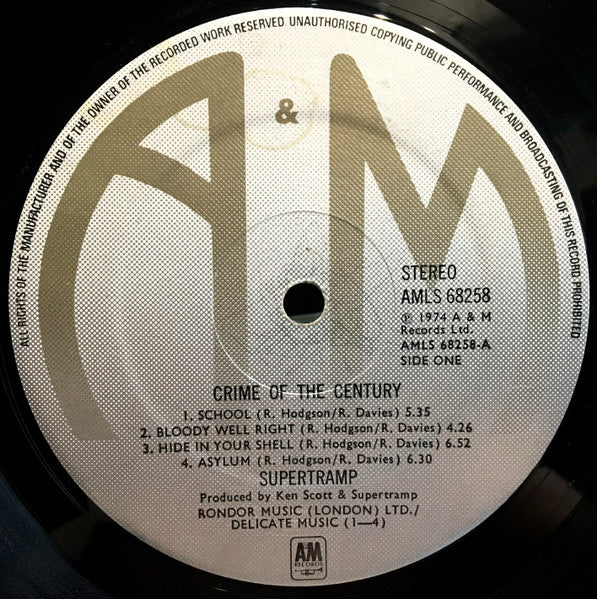 ALL RIGHTS OF THE MANUFACTURER AND OF THE OWNER OF THE RECORDED WORK RESERVED UNAUTHORISED COPYING PUBLIC PERFORMANCE AND BROADCASTING OF THIS RECORD PROHIBITED
A & M
STEREO
AMLS 68258
℗ 1974 A & M
Records Ltd.
AMLS 68258-A
SIDE ONE
CRIME OF THE CENTURY
1. SCHOOL (R. Hodgson/R. Davies) 5.35
2. BLOODY WELL RIGHT (R. Hodgson/R. Davies) 4.26
3. HIDE IN YOUR SHELL (R. Hodgson/R. Davies) 6.52
4. ASYLUM (R. Hodgson/R. Davies) 6.30
SUPERTRAMP
Produced by Ken Scott & Supertramp
RONDOR MUSIC (LONDON) LTD./
DELICATE MUSIC (1—4)
AM
RECORDS